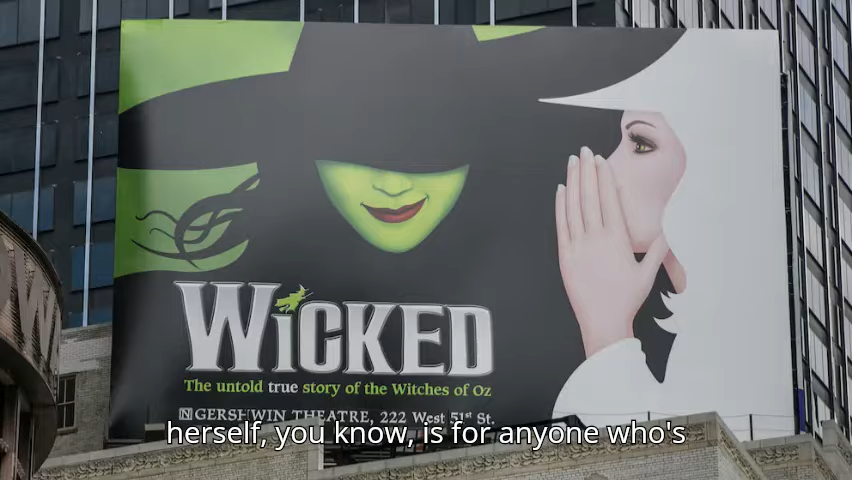 WICKED
The untold true story of the Witches of Oz
N GERSHWIN THEATRE, 222 West 51st St.
herself, you know, is for anyone who's